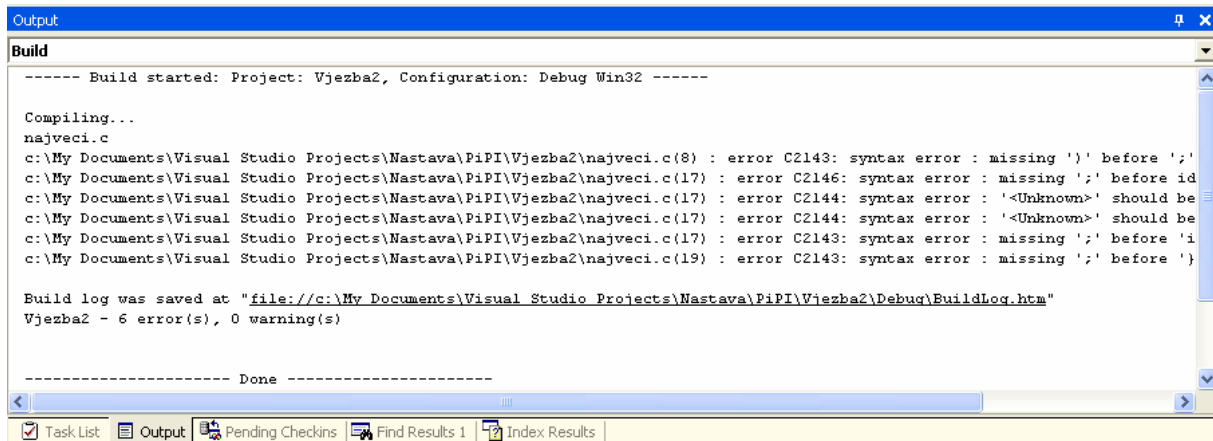 Output
Build
------ Build started: Project: Vjezba2, Configuration: Debug Win32 ------
Compiling...
najveci.c
c:\My Documents\Visual Studio Projects\Nastava\PiPI\Vjezba2\najveci.c(8) : error C2143: syntax error : missing ')' before ';'
c:\My Documents\Visual Studio Projects\Nastava\PiPI\Vjezba2\najveci.c(17) : error C2146: syntax error : missing ';' before id
c:\My Documents\Visual Studio Projects\Nastava\PiPI\Vjezba2\najveci.c(17) : error C2144: syntax error : '<Unknown>' should be
c:\My Documents\Visual Studio Projects\Nastava\PiPI\Vjezba2\najveci.c(17) : error C2144: syntax error : '<Unknown>' should be
c:\My Documents\Visual Studio Projects\Nastava\PiPI\Vjezba2\najveci.c(17) : error C2143: syntax error : missing ';' before 'i
c:\My Documents\Visual Studio Projects\Nastava\PiPI\Vjezba2\najveci.c(19) : error C2143: syntax error : missing ';' before '}
Build log was saved at "file://c:\My Documents\Visual Studio Projects\Nastava\PiPI\Vjezba2\Debug\BuildLog.htm"
Vjezba2 - 6 error(s), 0 warning(s)
---------------------- Done ----------------------
Task List Output Pending Checkins Find Results 1 Index Results